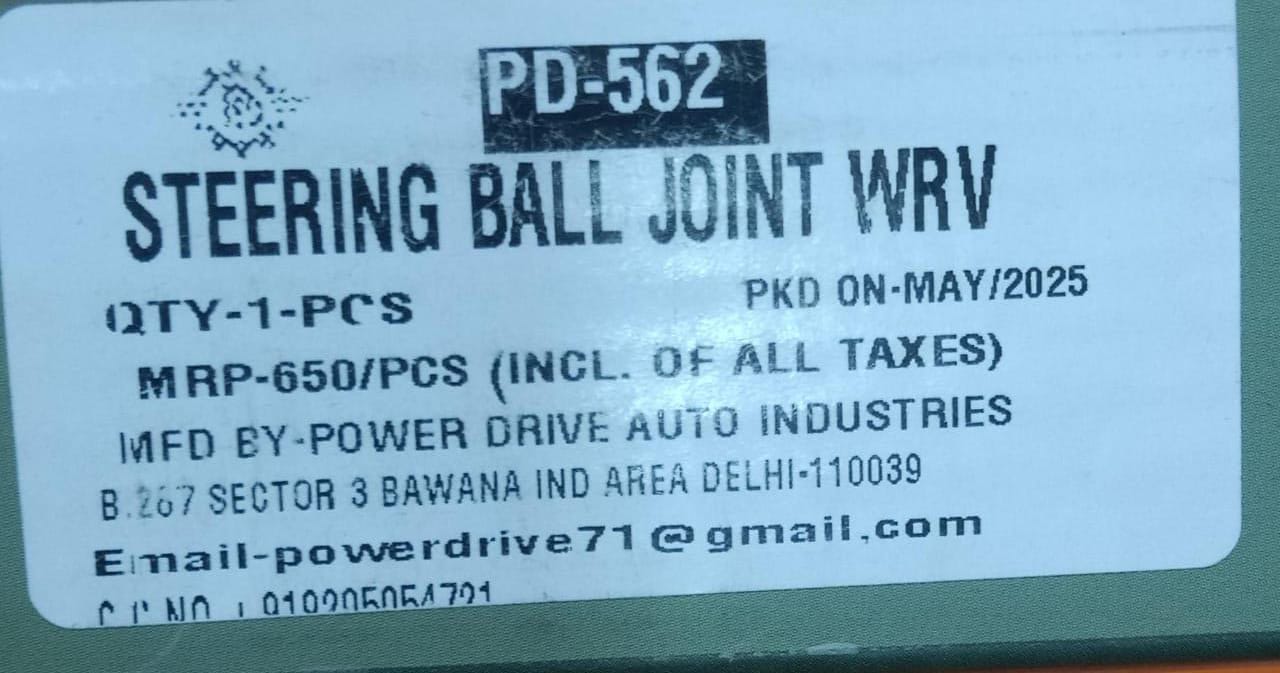 PD-562
STEERING BALL JOINT WRV
QTY-1-PCS
PKD ON-MAY/2025
MRP-650/PCS (INCL. OF ALL TAXES)
MFD BY-POWER DRIVE AUTO INDUSTRIES
B.267 SECTOR 3 BAWANA IND AREA DELHI-110039
Email-powerdrive71@gmail.com
NO